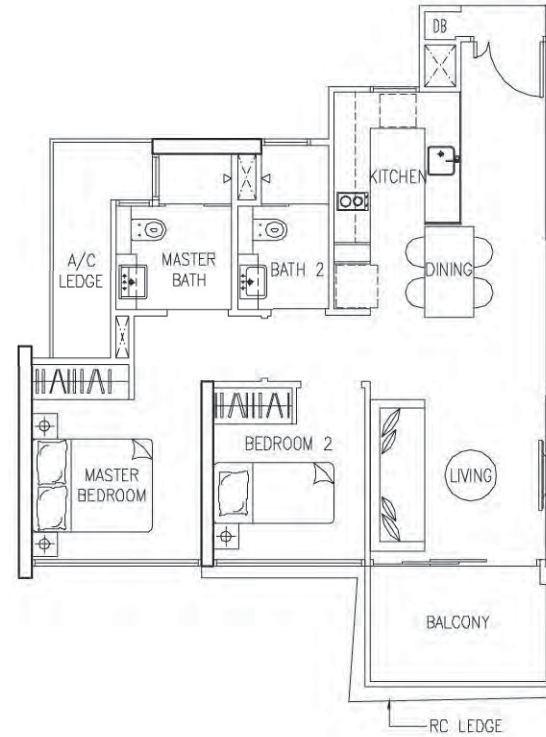 DB
KITCHEN
A/C
LEDGE
MASTER
BATH
BATH 2
DINING
BEDROOM 2
MASTER
BEDROOM
LIVING
BALCONY
RC LEDGE